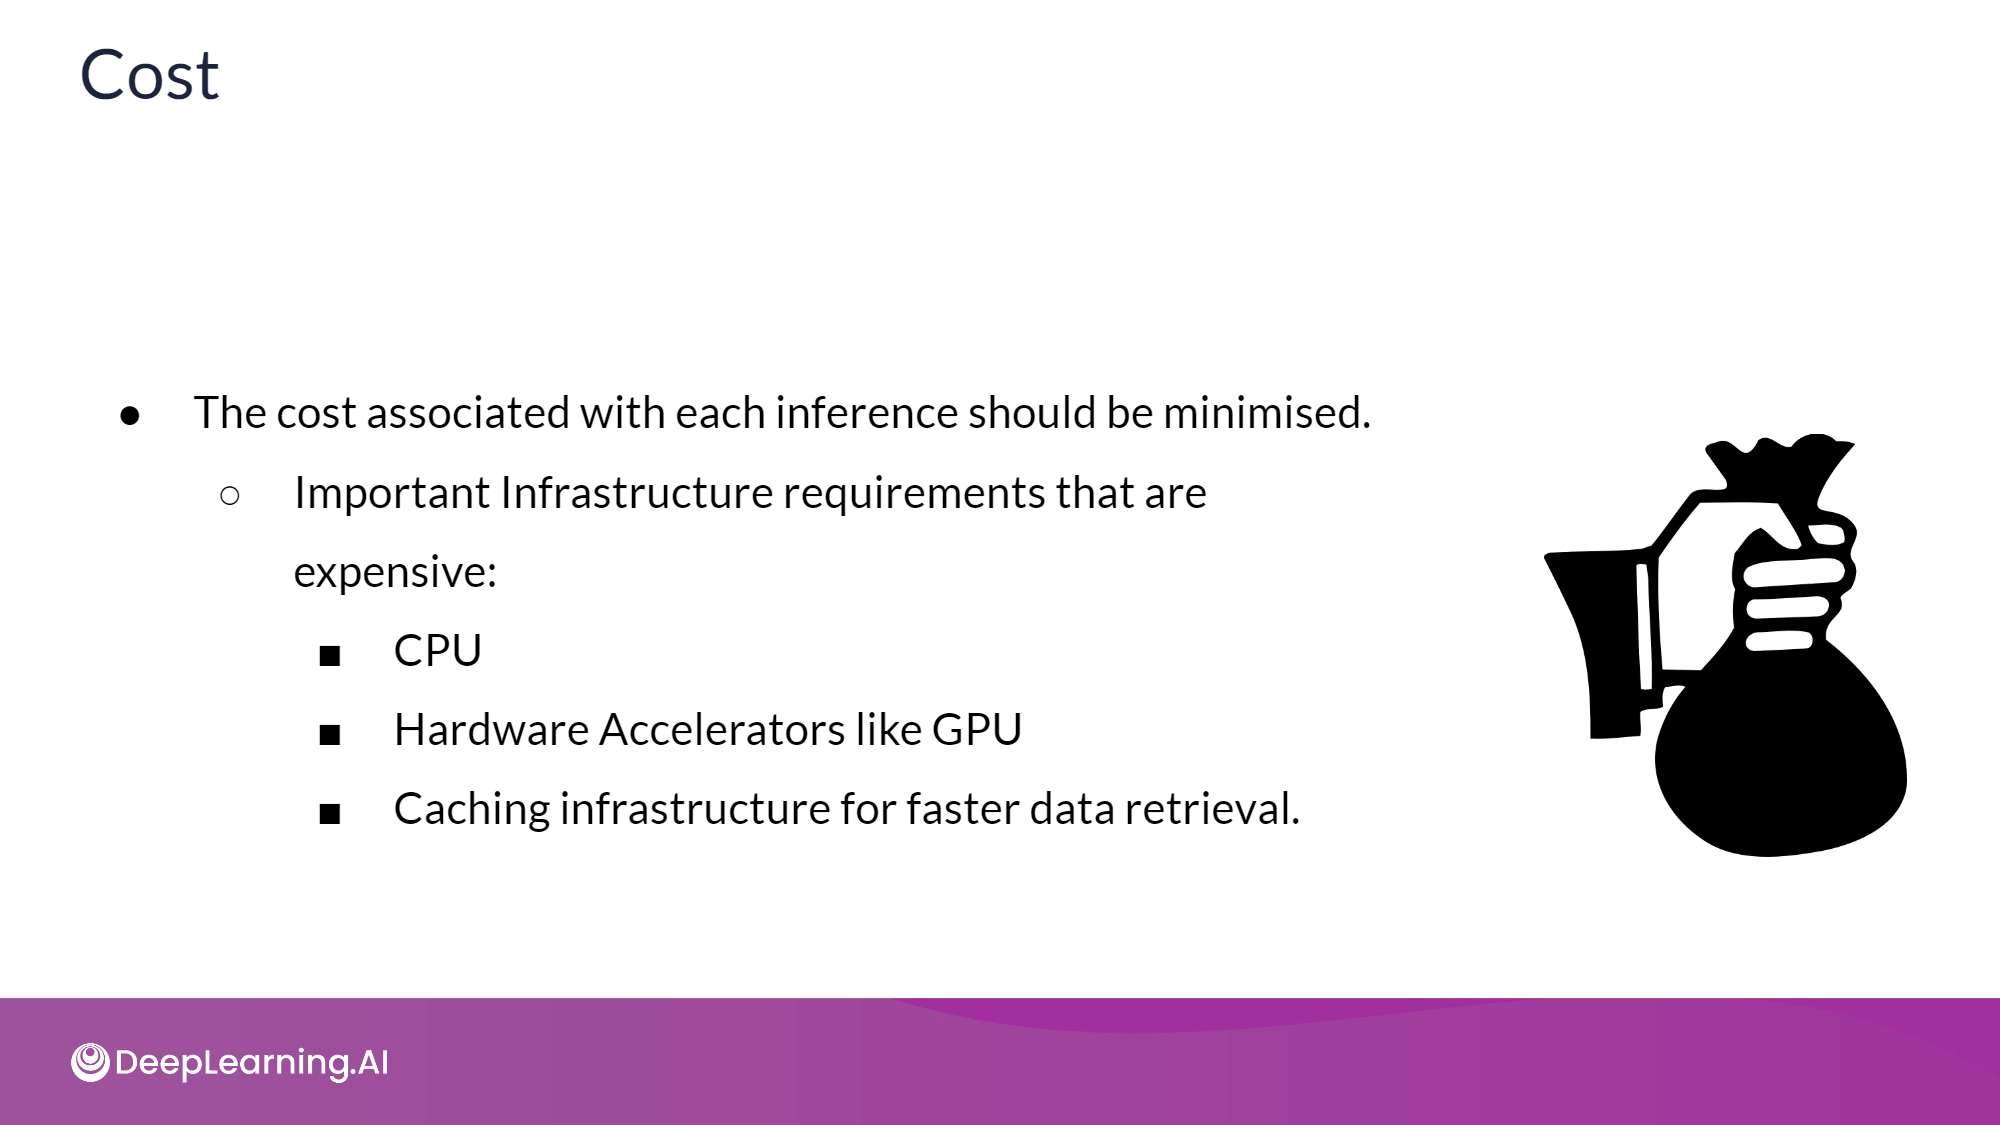 Cost
● The cost associated with each inference should be minimised.
○ Important Infrastructure requirements that are
expensive:
■ CPU
■ Hardware Accelerators like GPU
■ Caching infrastructure for faster data retrieval.
DeepLearning.AI